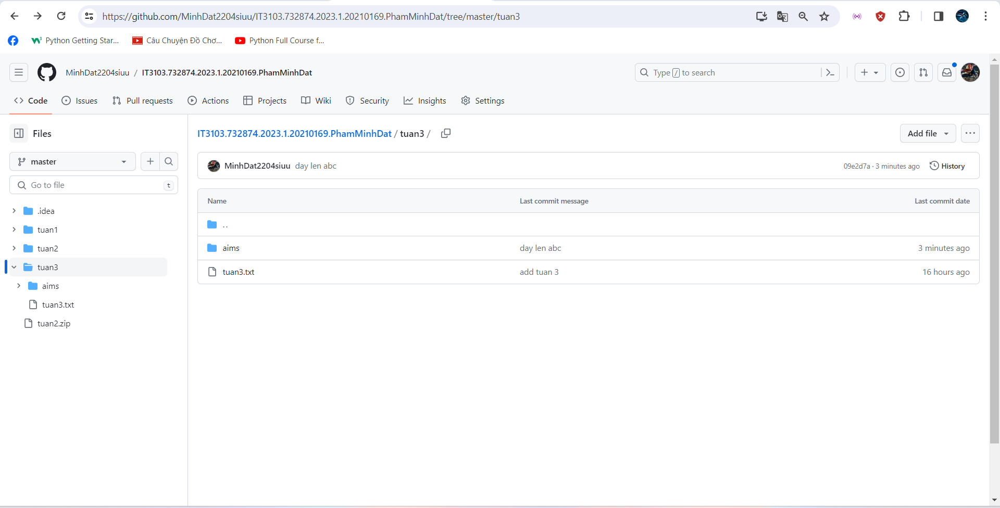 https://github.com/MinhDat2204siuu/IT3103.732874.2023.1.20210169.PhamMinhDat/tree/master/tuan3
Python Getting Star... Câu Chuyện Đồ Chơ... Python Full Course f...
MinhDat2204siuu / IT3103.732874.2023.1.20210169.PhamMinhDat Type / to search
Code Issues Pull requests Actions Projects Wiki Security Insights Settings
Files
master
Go to file t
.idea
tuan1
tuan2
tuan3
aims
tuan3.txt
tuan2.zip
IT3103.732874.2023.1.20210169.PhamMinhDat / tuan3 / Add file
MinhDat2204siuu day len abc 09e2d7a · 3 minutes ago History
Name Last commit message Last commit date
..
aims day len abc 3 minutes ago
tuan3.txt add tuan 3 16 hours ago